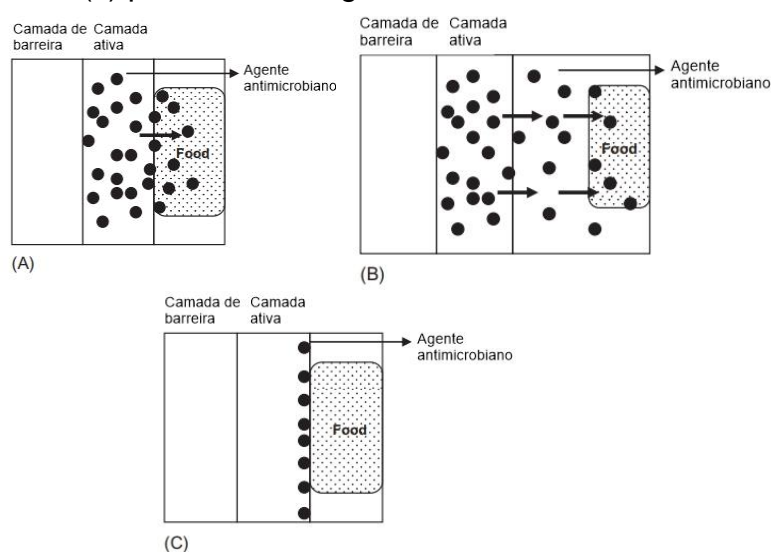 Camada de barreira
Camada ativa
Agente antimicrobiano
Food
(A)
Camada de barreira
Camada ativa
Agente antimicrobiano
Food
(B)
Camada de barreira
Camada ativa
Agente antimicrobiano
Food
(C)